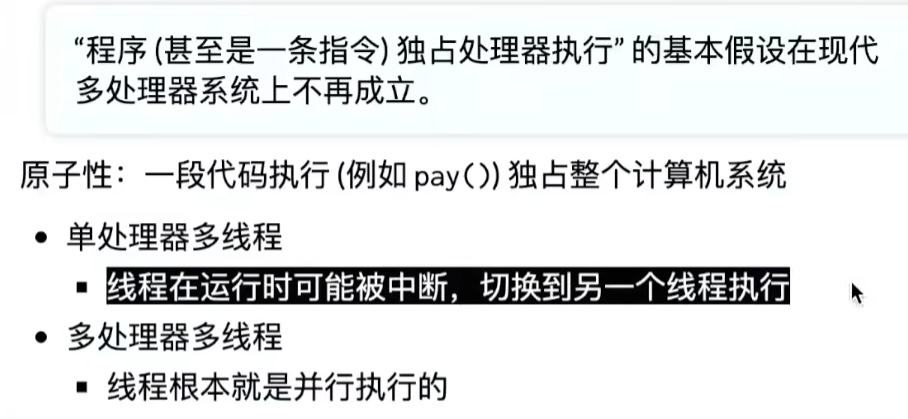 “程序 (甚至是一条指令) 独占处理器执行” 的基本假设在现代
多处理器系统上不再成立。
原子性：一段代码执行 (例如 pay()) 独占整个计算机系统
• 单处理器多线程
▪ 线程在运行时可能被中断，切换到另一个线程执行
• 多处理器多线程
▪ 线程根本就是并行执行的